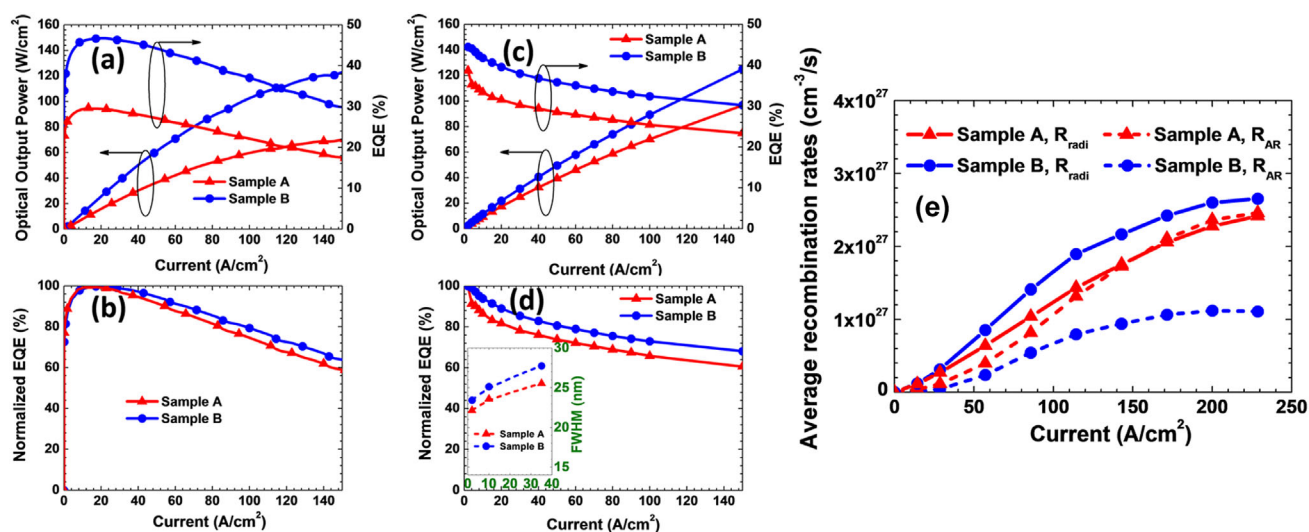 (a)
Optical Output Power (W/cm²)
160
140
120
100
80
60
40
20
0
50
40
30
20
10
0
EQE (%)
Sample A
Sample B
0 20 40 60 80 100 120 140
Current (A/cm²)
(c)
Optical Output Power (W/cm²)
160
140
120
100
80
60
40
20
0
50
40
30
20
10
0
EQE (%)
Sample A
Sample B
0 20 40 60 80 100 120 140
Current (A/cm²)
(b)
Normalized EQE (%)
100
80
60
40
20
0
Sample A
Sample B
0 20 40 60 80 100 120 140
Current (A/cm²)
(d)
Normalized EQE (%)
100
80
60
40
20
0
Sample A
Sample B
30
25
20
15
FWHM (nm)
Sample A
Sample B
0 10 20 30 40
0 20 40 60 80 100 120 140
Current (A/cm²)
(e)
Average recombination rates (cm⁻³/s)
4x10²⁷
3x10²⁷
2x10²⁷
1x10²⁷
0
Sample A, R_radi Sample A, R_AR
Sample B, R_radi Sample B, R_AR
0 50 100 150 200 250
Current (A/cm²)